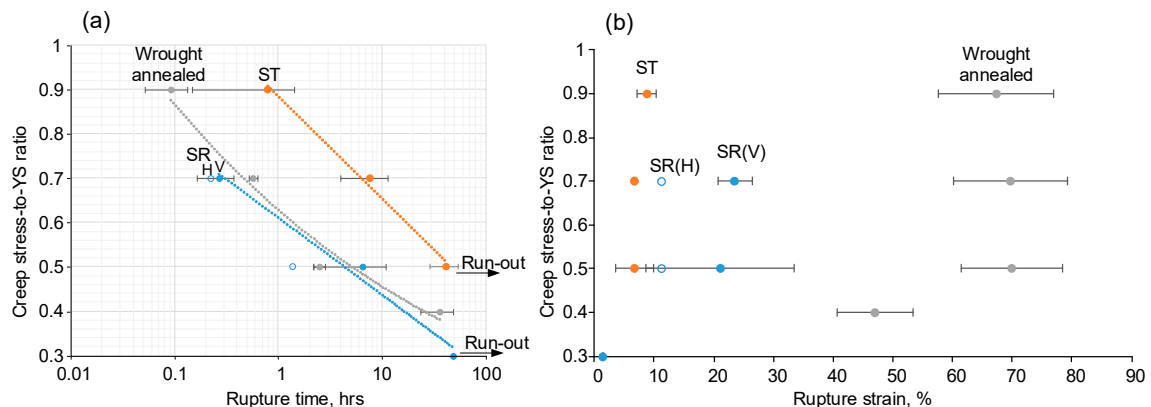 (a)
Wrought
annealed
ST
SR
H
V
Run-out
Run-out
Creep stress-to-YS ratio
1
0.9
0.8
0.7
0.6
0.5
0.4
0.3
0.01
0.1
1
10
100
Rupture time, hrs
(b)
ST
Wrought
annealed
SR(H)
SR(V)
Creep stress-to-YS ratio
1
0.9
0.8
0.7
0.6
0.5
0.4
0.3
0
10
20
30
40
50
60
70
80
90
Rupture strain, %